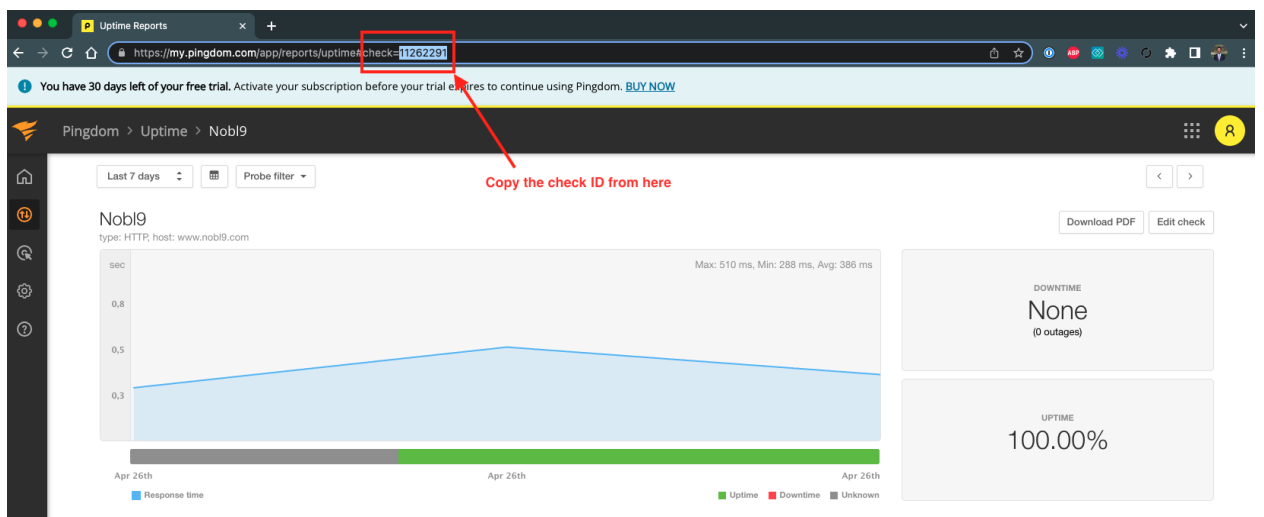 Uptime Reports
https://my.pingdom.com/app/reports/uptime#check=11262291
ABP
You have 30 days left of your free trial. Activate your subscription before your trial expires to continue using Pingdom. BUY NOW
Pingdom > Uptime > Nobl9
R
Last 7 days
Probe filter
Copy the check ID from here
Nobl9
Download PDF
Edit check
type: HTTP, host: www.nobl9.com
sec
Max: 510 ms, Min: 288 ms, Avg: 386 ms
0,8
0,5
0,3
DOWNTIME
None
(0 outages)
UPTIME
100.00%
Apr 26th
Apr 26th
Apr 26th
Response time
Uptime
Downtime
Unknown